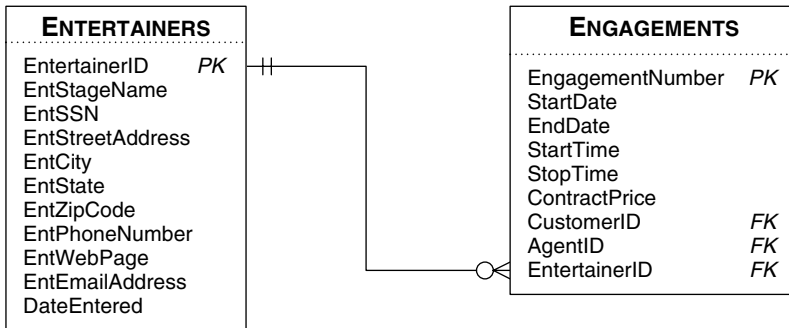 ENTERTAINERS
EntertainerID PK
EntStageName
EntSSN
EntStreetAddress
EntCity
EntState
EntZipCode
EntPhoneNumber
EntWebPage
EntEmailAddress
DateEntered
ENGAGEMENTS
EngagementNumber PK
StartDate
EndDate
StartTime
StopTime
ContractPrice
CustomerID FK
AgentID FK
EntertainerID FK